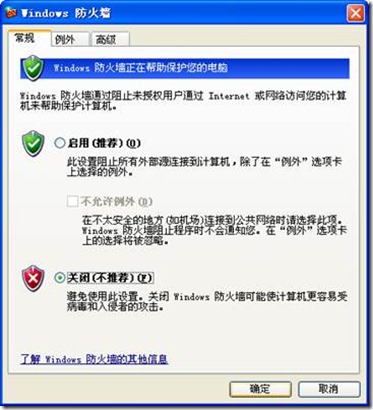 Windows 防火墙
常规 例外 高级
Windows 防火墙正在帮助保护您的电脑
Windows 防火墙通过阻止未授权用户通过 Internet 或网络访问您的计算
机来帮助保护计算机。
启用(推荐)(O)
此设置阻止所有外部源连接到计算机，除了在“例外”选项卡
上选择的例外。
不允许例外(D)
在不太安全的地方(如机场)连接到公共网络时请选择此项。
Windows 防火墙阻止程序时不会通知您。在“例外”选项卡
上的选择将被忽略。
关闭(不推荐)(F)
避免使用此设置。关闭 Windows 防火墙可能使计算机更容易受
病毒和入侵者的攻击。
了解 Windows 防火墙的其他信息
确定 取消